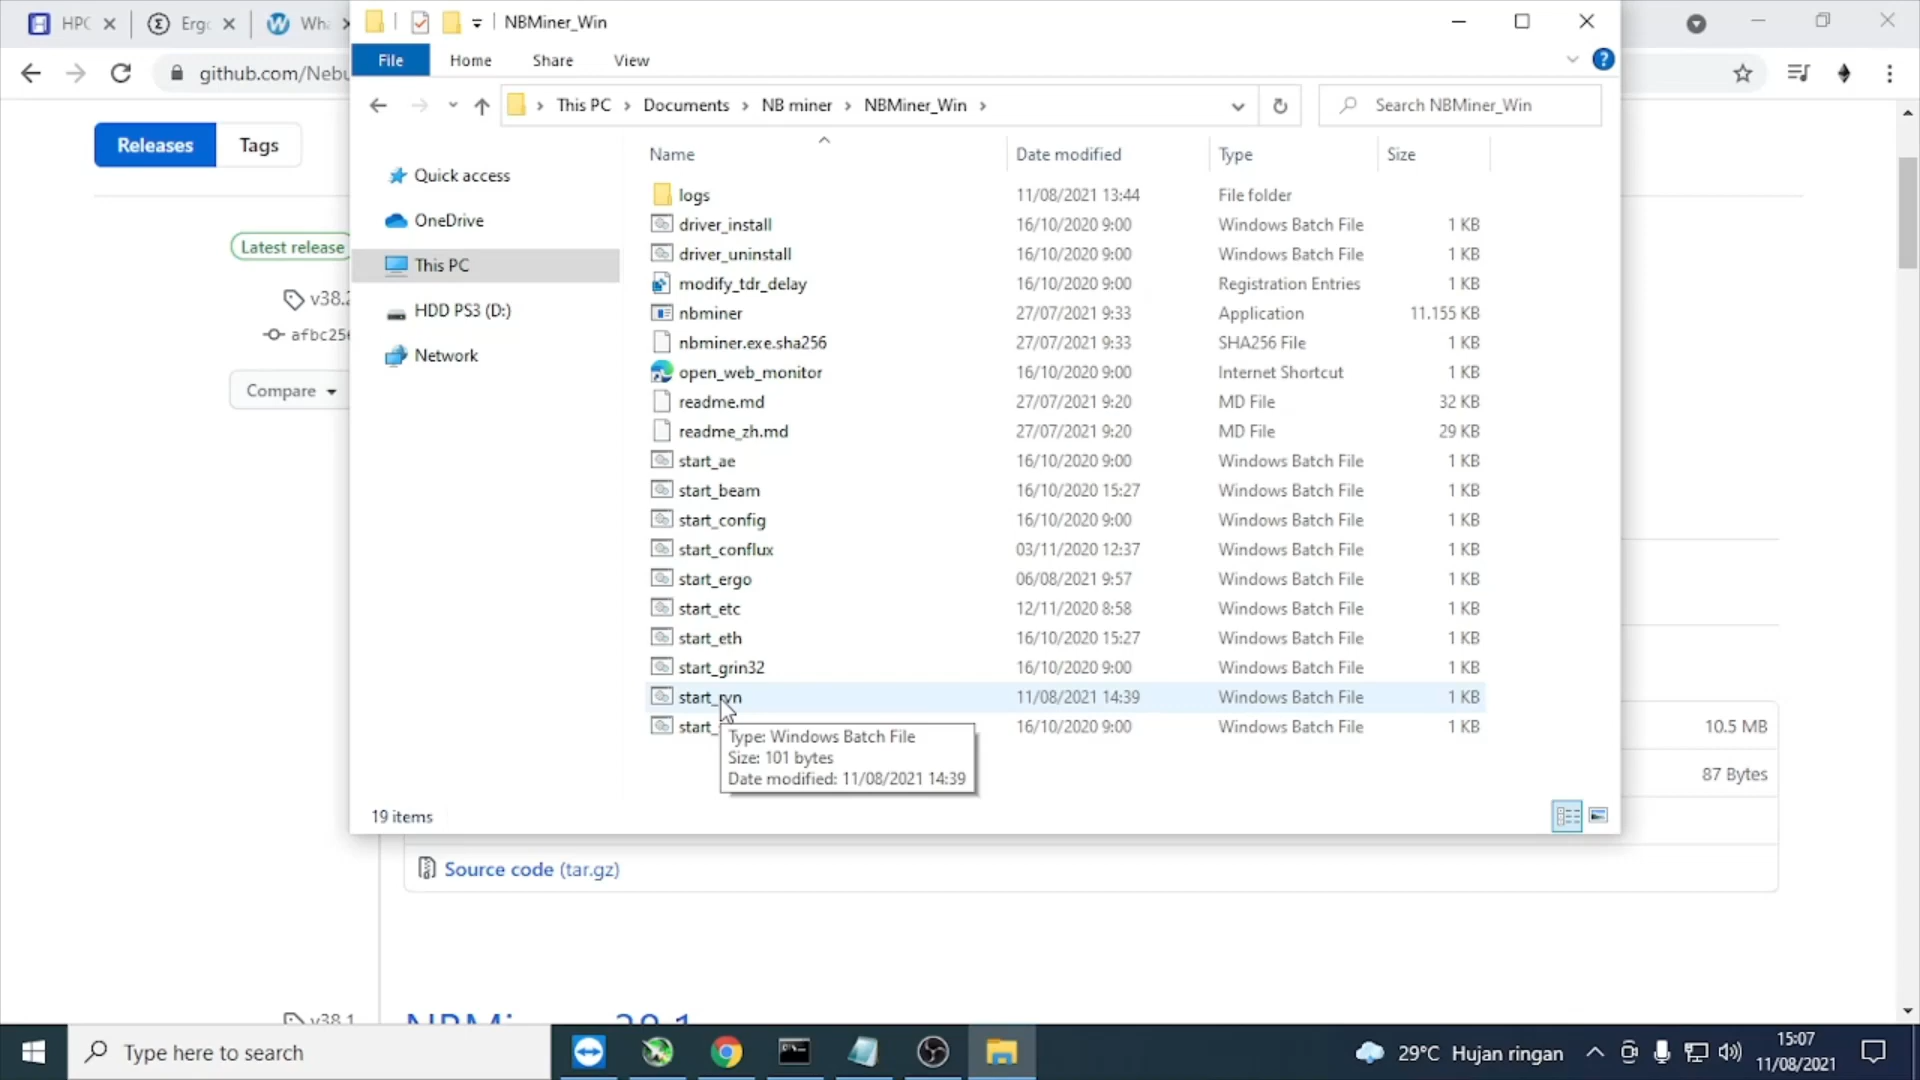 HPC
Erg
Wha
NBMiner_Win
File
Home
Share
View
github.com/Nebu
This PC
Documents
NB miner
NBMiner_Win
Search NBMiner_Win
Releases
Tags
Name
Date modified
Type
Size
Quick access
OneDrive
This PC
HDD PS3 (D:)
Network
Latest release
v38.2
afbc256
Compare
logs 11/08/2021 13:44 File folder
driver_install 16/10/2020 9:00 Windows Batch File 1 KB
driver_uninstall 16/10/2020 9:00 Windows Batch File 1 KB
modify_tdr_delay 16/10/2020 9:00 Registration Entries 1 KB
nbminer 27/07/2021 9:33 Application 11.155 KB
nbminer.exe.sha256 27/07/2021 9:33 SHA256 File 1 KB
open_web_monitor 16/10/2020 9:00 Internet Shortcut 1 KB
readme.md 27/07/2021 9:20 MD File 32 KB
readme_zh.md 27/07/2021 9:20 MD File 29 KB
start_ae 16/10/2020 9:00 Windows Batch File 1 KB
start_beam 16/10/2020 15:27 Windows Batch File 1 KB
start_config 16/10/2020 9:00 Windows Batch File 1 KB
start_conflux 03/11/2020 12:37 Windows Batch File 1 KB
start_ergo 06/08/2021 9:57 Windows Batch File 1 KB
start_etc 12/11/2020 8:58 Windows Batch File 1 KB
start_eth 16/10/2020 15:27 Windows Batch File 1 KB
start_grin32 16/10/2020 9:00 Windows Batch File 1 KB
start_rvn 11/08/2021 14:39 Windows Batch File 1 KB
start_ 16/10/2020 9:00 Windows Batch File 1 KB
Type: Windows Batch File
Size: 101 bytes
Date modified: 11/08/2021 14:39
10.5 MB
87 Bytes
19 items
Source code (tar.gz)
v38.1
Type here to search
29°C Hujan ringan
15:07
11/08/2021